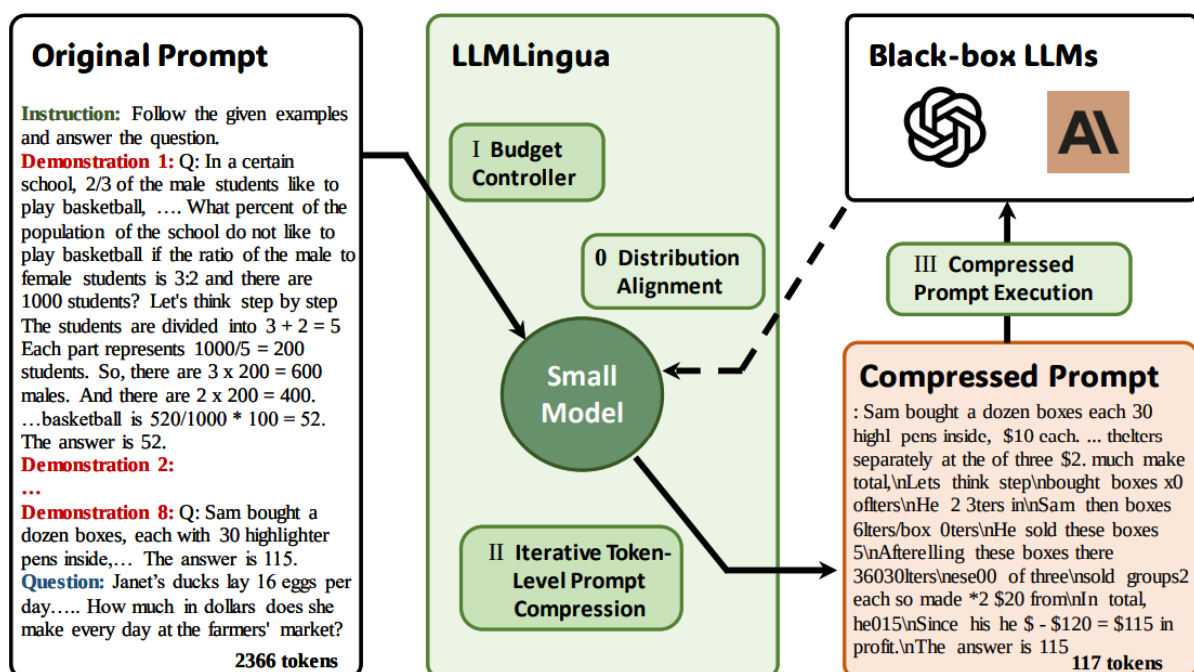 Original Prompt
Instruction: Follow the given examples
and answer the question.
Demonstration 1: Q: In a certain
school, 2/3 of the male students like to
play basketball, …. What percent of the
population of the school do not like to
play basketball if the ratio of the male to
female students is 3:2 and there are
1000 students? Let's think step by step
The students are divided into 3 + 2 = 5
Each part represents 1000/5 = 200
students. So, there are 3 x 200 = 600
males. And there are 2 x 200 = 400.
…basketball is 520/1000 * 100 = 52.
The answer is 52.
Demonstration 2:
…
Demonstration 8: Q: Sam bought a
dozen boxes, each with 30 highlighter
pens inside,… The answer is 115.
Question: Janet’s ducks lay 16 eggs per
day….. How much in dollars does she
make every day at the farmers' market?
2366 tokens
LLMLingua
I Budget
Controller
0 Distribution
Alignment
Small
Model
II Iterative Token-
Level Prompt
Compression
Black-box LLMs
AI
III Compressed
Prompt Execution
Compressed Prompt
: Sam bought a dozen boxes each 30
highl pens inside, $10 each. ... thelters
separately at the of three $2. much make
total,\nLets think step\nbought boxes x0
oflters\nHe 2 3ters in\nSam then boxes
6lters/box 0ters\nHe sold these boxes
5\nAfterelling these boxes there
36030lters\nese00 of three\nsold groups2
each so made *2 $20 from\nIn total,
he015\nSince his he $ - $120 = $115 in
profit.\nThe answer is 115
117 tokens